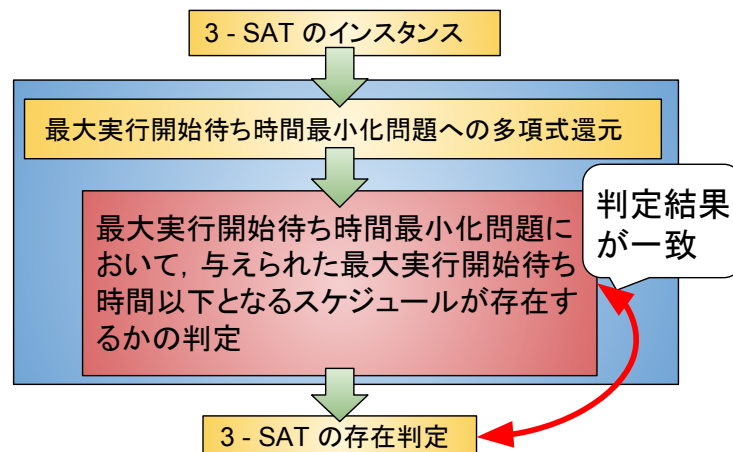 3 - SAT のインスタンス
最大実行開始待ち時間最小化問題への多項式還元
最大実行開始待ち時間最小化問題に
おいて, 与えられた最大実行開始待ち
時間以下となるスケジュールが存在す
るかの判定
判定結果
が一致
3 - SAT の存在判定